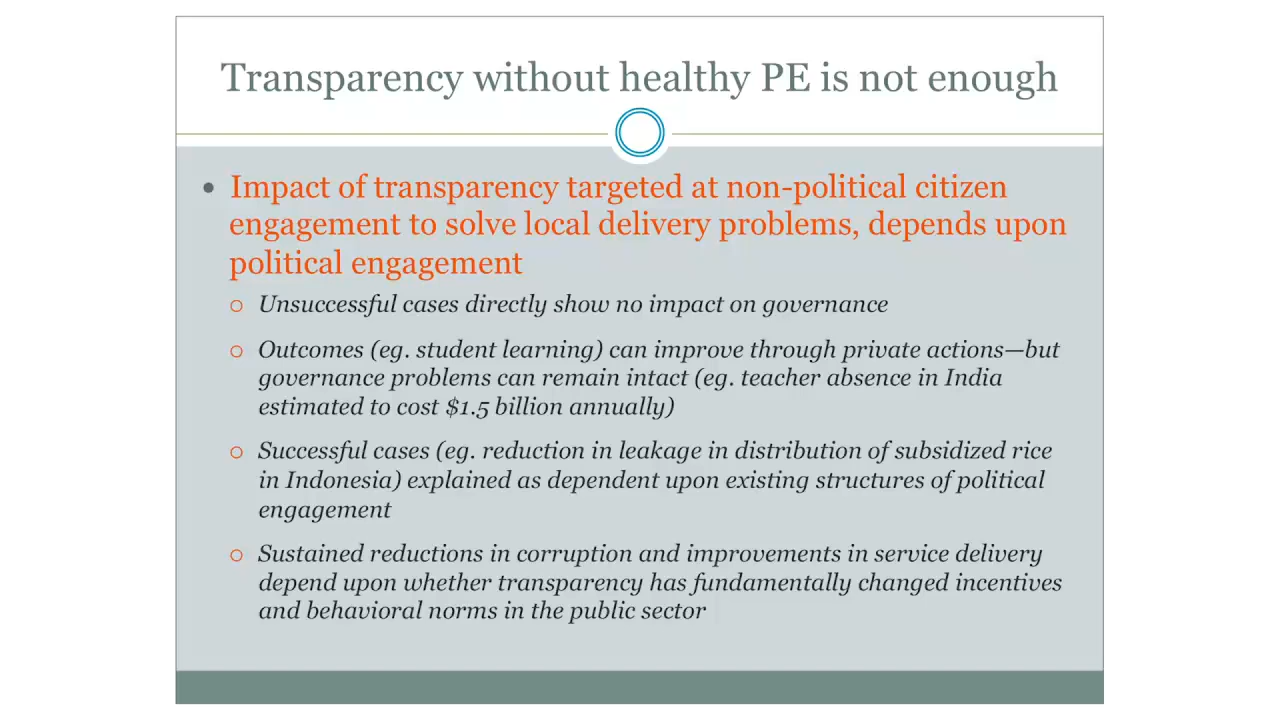 Transparency without healthy PE is not enough
• Impact of transparency targeted at non-political citizen
engagement to solve local delivery problems, depends upon
political engagement
○ Unsuccessful cases directly show no impact on governance
○ Outcomes (eg. student learning) can improve through private actions—but
governance problems can remain intact (eg. teacher absence in India
estimated to cost $1.5 billion annually)
○ Successful cases (eg. reduction in leakage in distribution of subsidized rice
in Indonesia) explained as dependent upon existing structures of political
engagement
○ Sustained reductions in corruption and improvements in service delivery
depend upon whether transparency has fundamentally changed incentives
and behavioral norms in the public sector